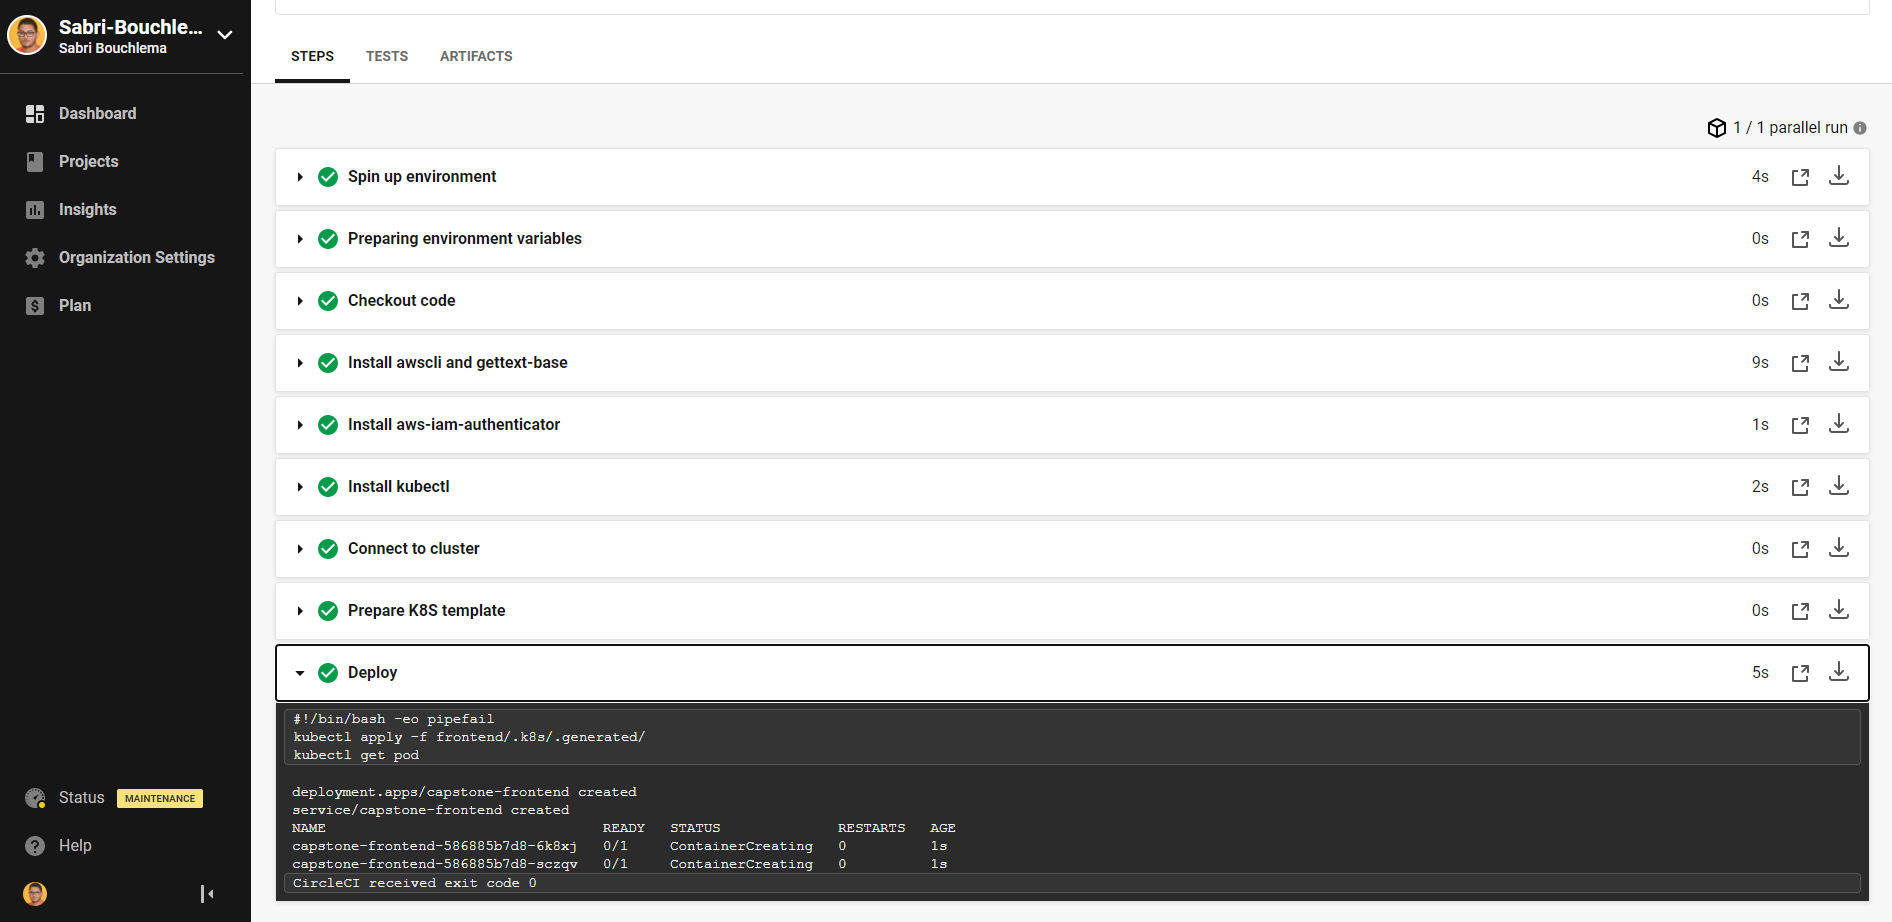 Sabri-Bouchle...
Sabri Bouchlema
Dashboard
Projects
Insights
Organization Settings
Plan
Status MAINTENANCE
Help
STEPS TESTS ARTIFACTS
1 / 1 parallel run
Spin up environment 4s
Preparing environment variables 0s
Checkout code 0s
Install awscli and gettext-base 9s
Install aws-iam-authenticator 1s
Install kubectl 2s
Connect to cluster 0s
Prepare K8S template 0s
Deploy 5s
#!/bin/bash -eo pipefail
kubectl apply -f frontend/.k8s/.generated/
kubectl get pod
deployment.apps/capstone-frontend created
service/capstone-frontend created
NAME READY STATUS RESTARTS AGE
capstone-frontend-586885b7d8-6k8xj 0/1 ContainerCreating 0 1s
capstone-frontend-586885b7d8-sczqv 0/1 ContainerCreating 0 1s
CircleCI received exit code 0